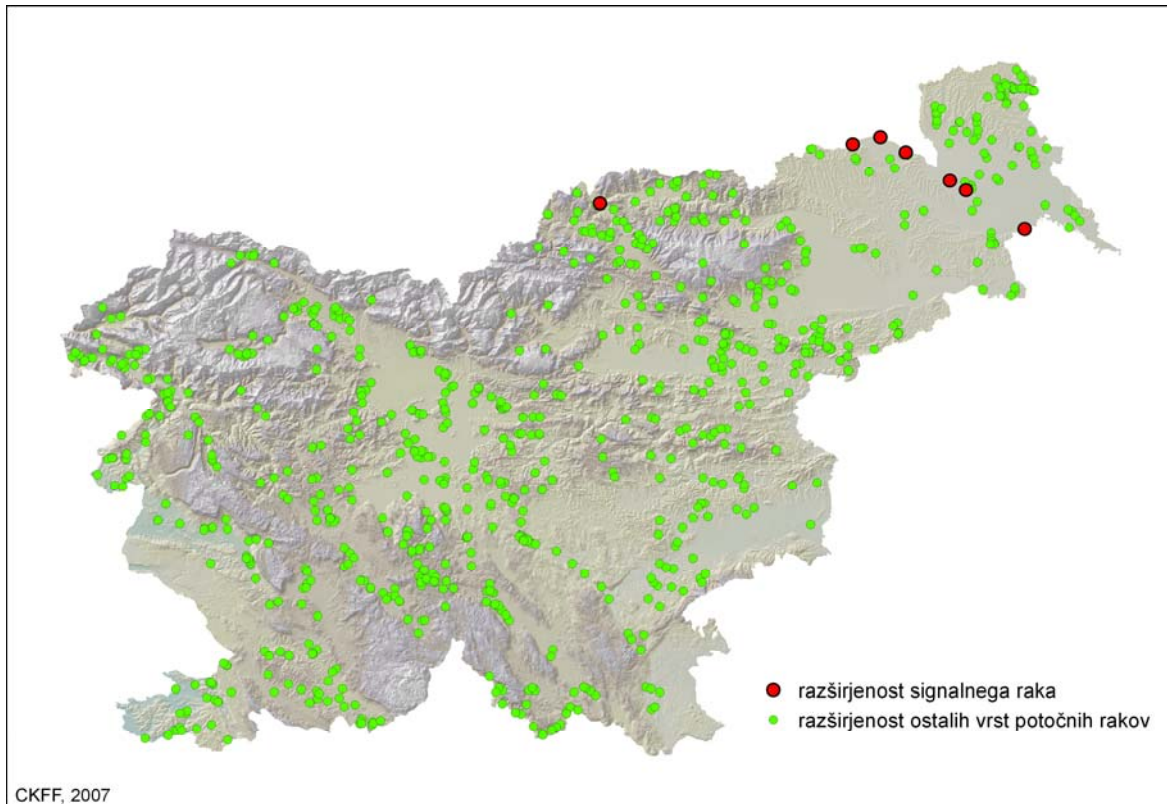 razširjenost signalnega raka
razširjenost ostalih vrst potočnih rakov
CKFF, 2007